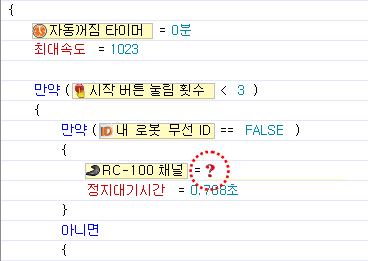 {
자동꺼짐 타이머 = 0분
최대속도 = 1023
만약 ( 시작 버튼 눌림 횟수 < 3 )
{
만약 ( ID 내 로봇 무선 ID == FALSE )
{
RC-100 채널 = ?
정지대기시간 = 0.768초
}
아니면
{